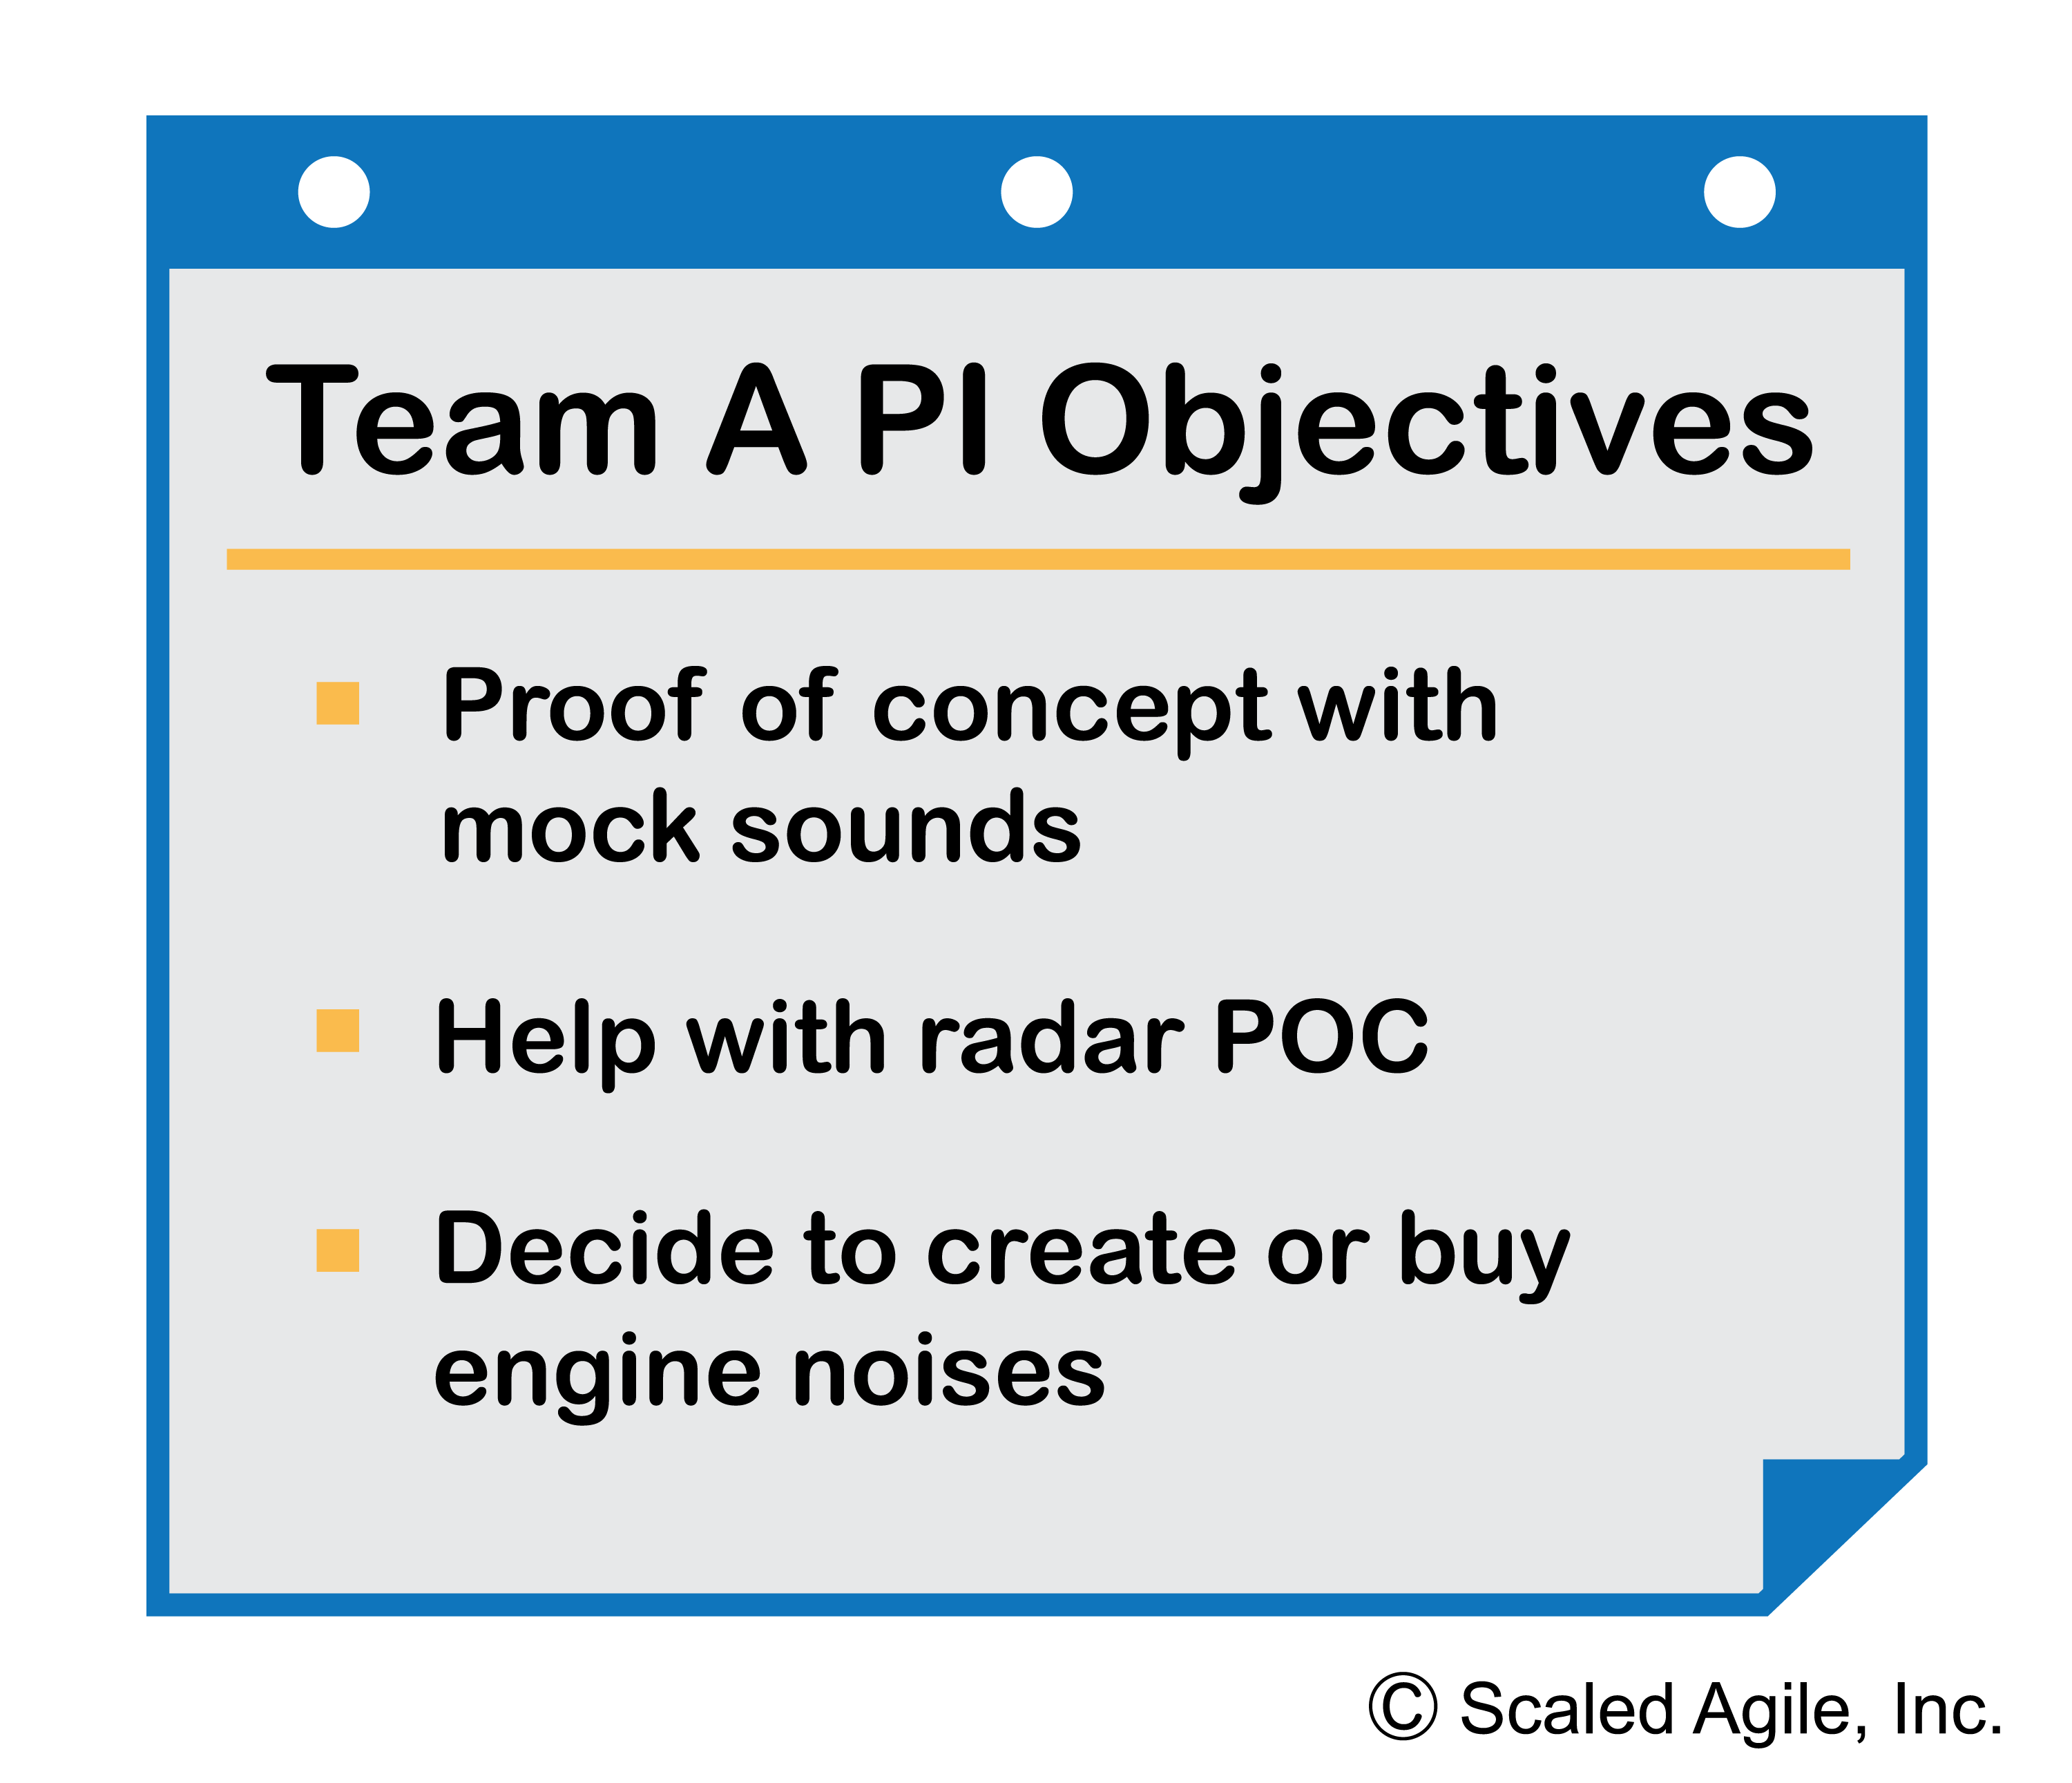 Team A PI Objectives
Proof of concept with
mock sounds
Help with radar POC
Decide to create or buy
engine noises
© Scaled Agile, Inc.